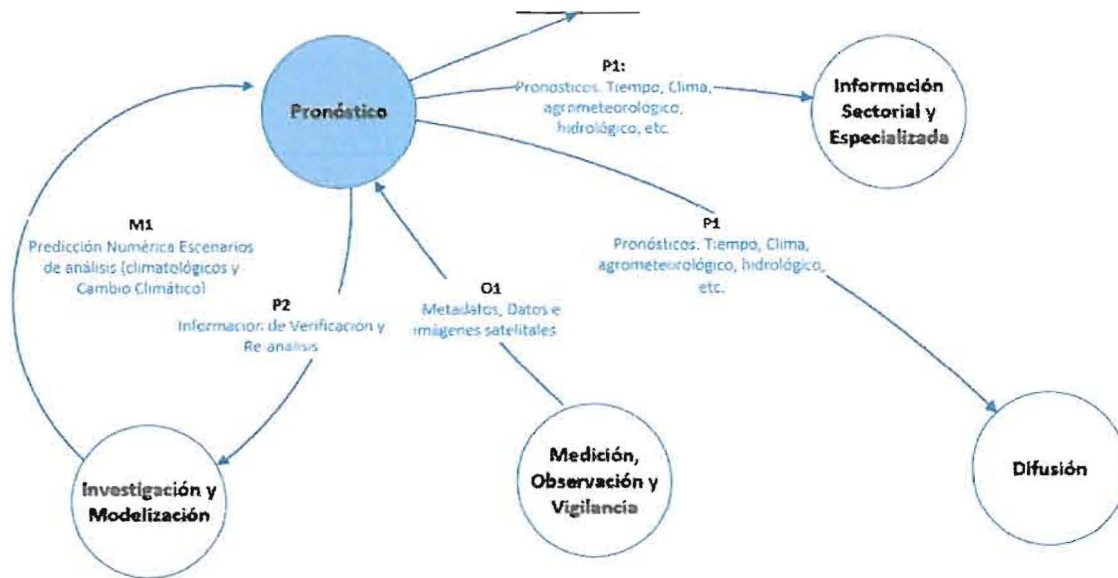 Pronóstico
P1:
Pronósticos. Tiempo, Clima,
agrometeorológico,
hidrológico, etc.
Información
Sectorial y
Especializada
M1
Predicción Numérica Escenarios
de análisis (climatológicos y
Cambio Climático)
P2
Información de Verificación y
Re-análisis
O1
Metadatos, Datos e
imágenes satelitales
P1
Pronósticos. Tiempo, Clima,
agrometeorológico, hidrológico,
etc.
Investigación y
Modelización
Medición,
Observación y
Vigilancia
Difusión